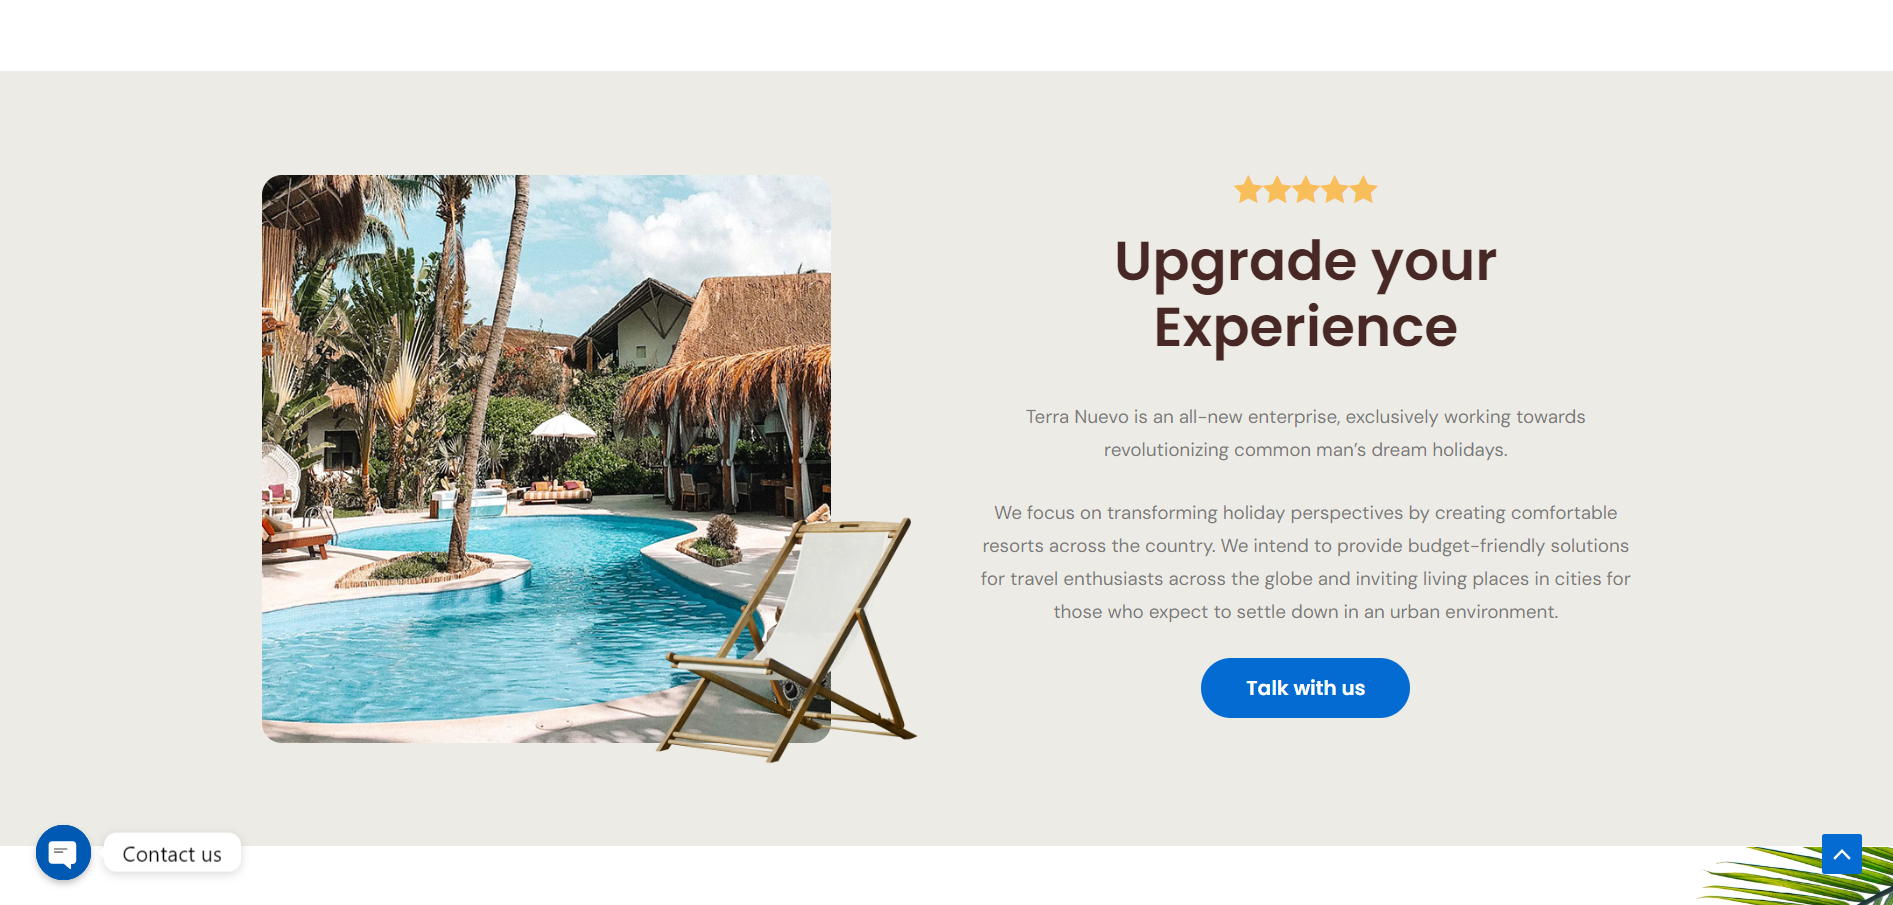 Upgrade your
Experience
Terra Nuevo is an all-new enterprise, exclusively working towards
revolutionizing common man’s dream holidays.
We focus on transforming holiday perspectives by creating comfortable
resorts across the country. We intend to provide budget-friendly solutions
for travel enthusiasts across the globe and inviting living places in cities for
those who expect to settle down in an urban environment.
Talk with us
Contact us